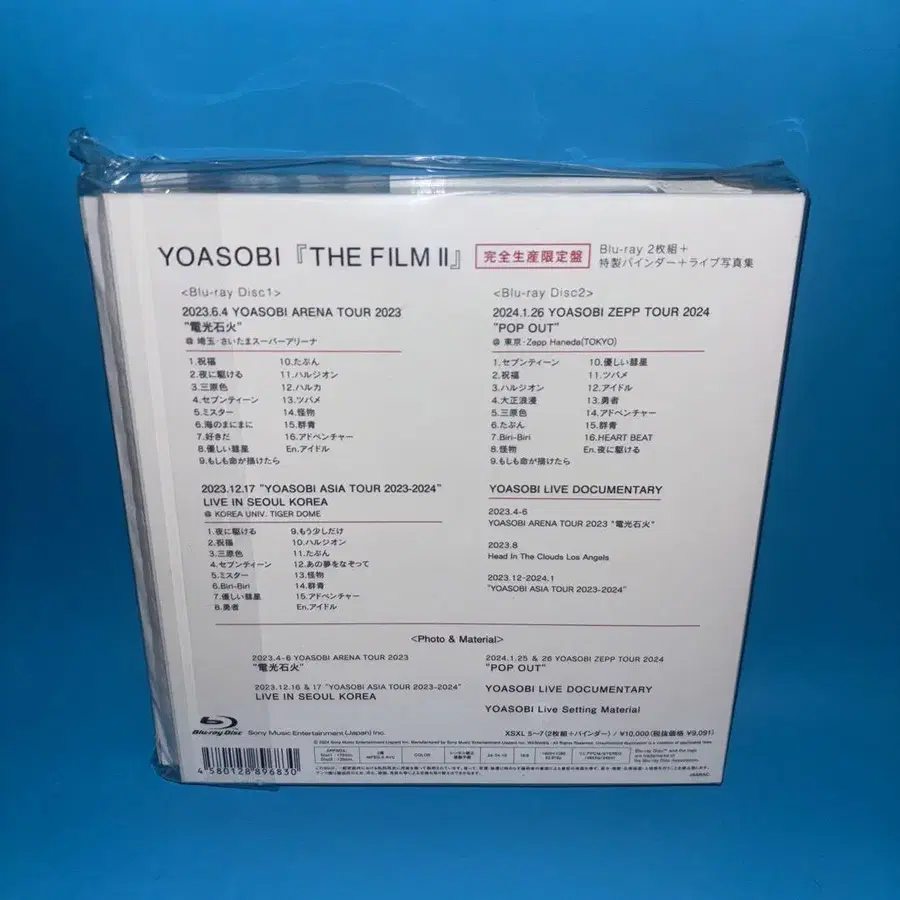 YOASOBI『THE FILM II』
完全生産限定盤
Blu-ray 2枚組＋
特製バインダー＋ライブ写真集
<Blu-ray Disc1>
2023.6.4 YOASOBI ARENA TOUR 2023
"電光石火"
@ 埼玉・さいたまスーパーアリーナ
1.祝福
2.夜に駆ける
3.三原色
4.セブンティーン
5.ミスター
6.海のまにまに
7.好きだ
8.優しい彗星
9.もしも命が描けたら
10.たぶん
11.ハルジオン
12.ハルカ
13.ツバメ
14.怪物
15.群青
16.アドベンチャー
En.アイドル
2023.12.17 "YOASOBI ASIA TOUR 2023-2024"
LIVE IN SEOUL KOREA
@ KOREA UNIV. TIGER DOME
1.夜に駆ける
2.祝福
3.三原色
4.セブンティーン
5.ミスター
6.Biri-Biri
7.優しい彗星
8.勇者
9.もう少しだけ
10.ハルジオン
11.たぶん
12.あの夢をなぞって
13.怪物
14.群青
15.アドベンチャー
En.アイドル
<Blu-ray Disc2>
2024.1.26 YOASOBI ZEPP TOUR 2024
"POP OUT"
@ 東京・Zepp Haneda(TOKYO)
1.セブンティーン
2.祝福
3.ハルジオン
4.大正浪漫
5.三原色
6.たぶん
7.Biri-Biri
8.怪物
9.もしも命が描けたら
10.優しい彗星
11.ツバメ
12.アイドル
13.勇者
14.アドベンチャー
15.群青
16.HEART BEAT
En.夜に駆ける
YOASOBI LIVE DOCUMENTARY
2023.4-6
YOASOBI ARENA TOUR 2023 "電光石火"
2023.8
Head In The Clouds Los Angels
2023.12-2024.1
"YOASOBI ASIA TOUR 2023-2024"
<Photo & Material>
2023.4-6 YOASOBI ARENA TOUR 2023
"電光石火"
2023.12.16 & 17 "YOASOBI ASIA TOUR 2023-2024"
LIVE IN SEOUL KOREA
2024.1.25 & 26 YOASOBI ZEPP TOUR 2024
"POP OUT"
YOASOBI LIVE DOCUMENTARY
YOASOBI Live Setting Material
Blu-ray Disc
Sony Music Entertainment (Japan) Inc.
XSXL 5~7 (2枚組＋バインダー) / ¥10,000 (税抜価格 ¥9,091)
4 580128 896830
COLOR